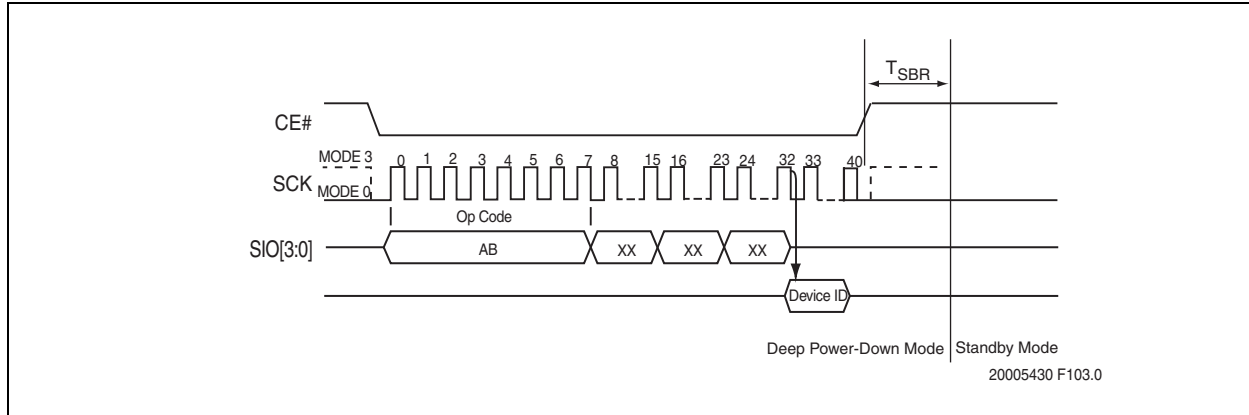 TSBR
CE#
MODE 3
0 1 2 3 4 5 6 7 8 15 16 23 24 32 33 40
SCK
MODE 0
Op Code
SIO[3:0]
AB XX XX XX
Device ID
Deep Power-Down Mode Standby Mode
20005430 F103.0